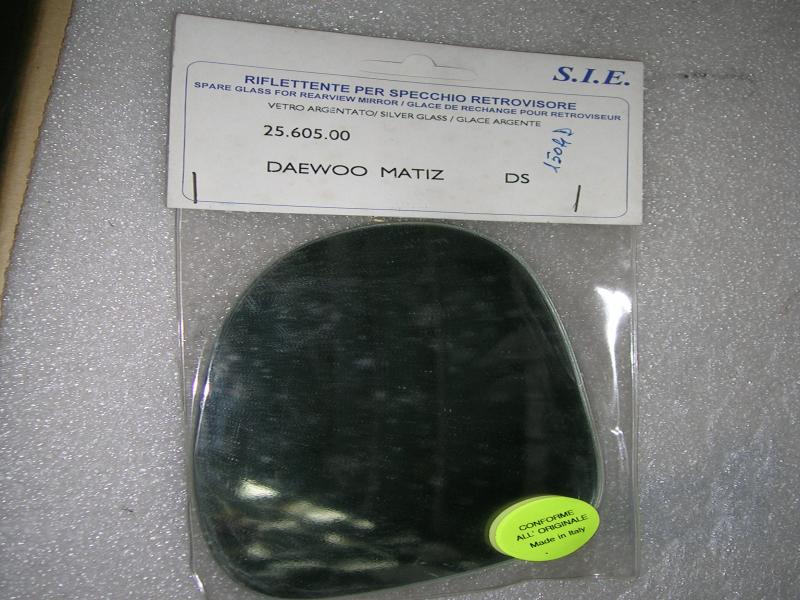 S.I.E.
RIFLETTENTE PER SPECCHIO RETROVISORE
SPARE GLASS FOR REARVIEW MIRROR / GLACE DE RECHANGE POUR RETROVISEUR
VETRO ARGENTATO/ SILVER GLASS / GLACE ARGENTE
25.605.00
DAEWOO MATIZ DS
CONFORME
ALL' ORIGINALE
Made in Italy